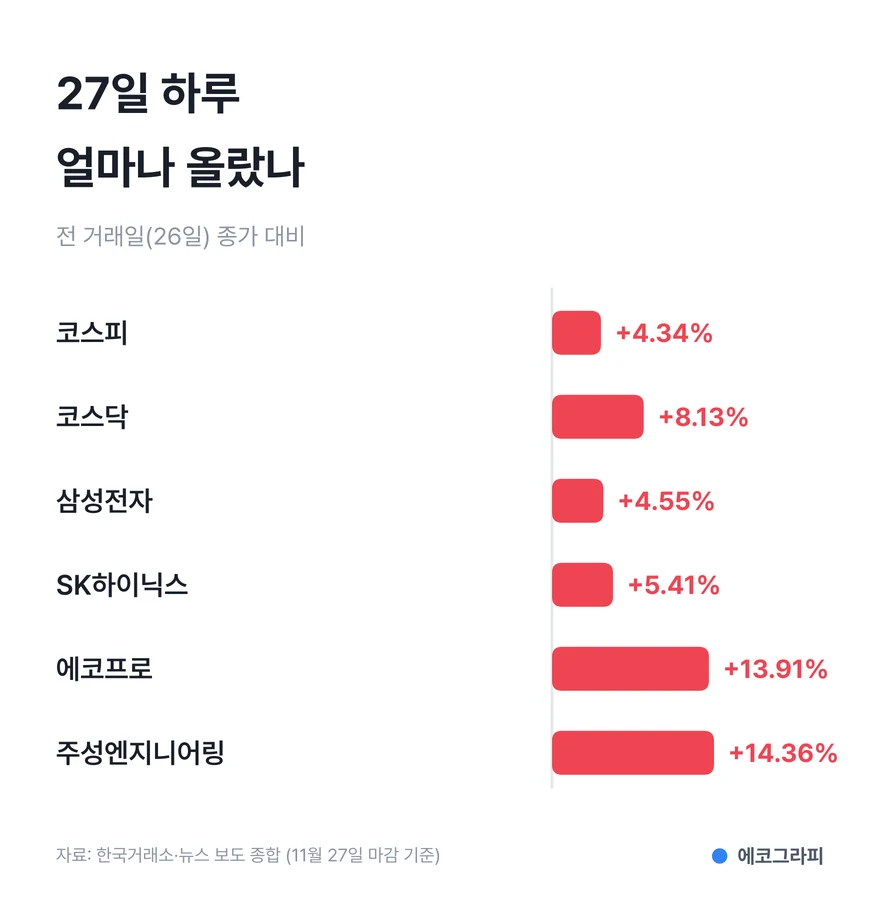 27일 하루
얼마나 올랐나
전 거래일(26일) 종가 대비
코스피 +4.34%
코스닥 +8.13%
삼성전자 +4.55%
SK하이닉스 +5.41%
에코프로 +13.91%
주성엔지니어링 +14.36%
자료: 한국거래소·뉴스 보도 종합 (11월 27일 마감 기준)
에코그라피